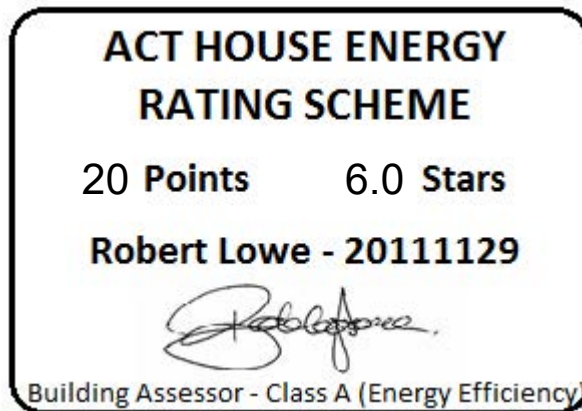 ACT HOUSE ENERGY
RATING SCHEME
20 Points 6.0 Stars
Robert Lowe - 20111129
Building Assessor - Class A (Energy Efficiency)